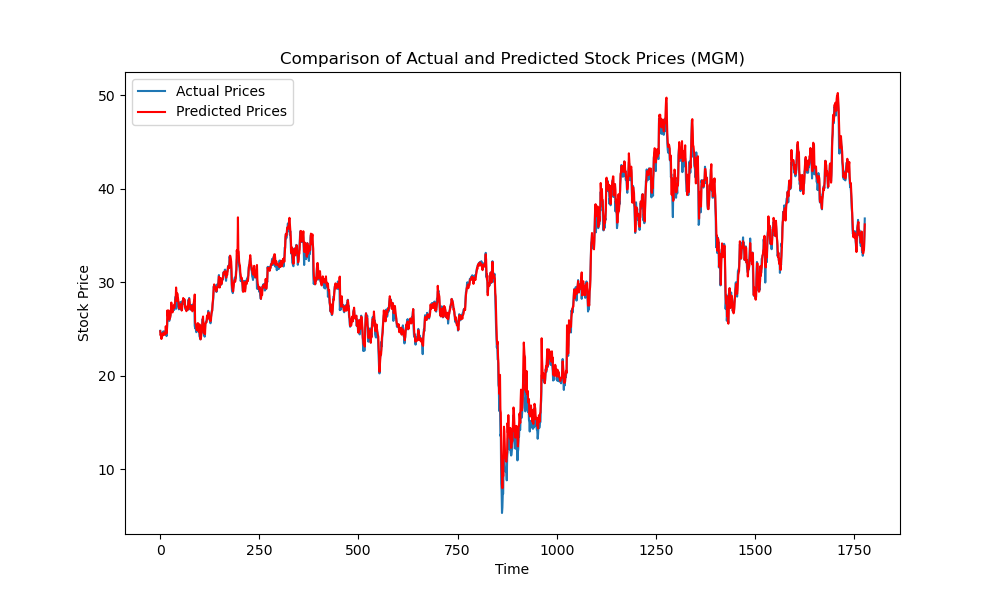 Comparison of Actual and Predicted Stock Prices (MGM)
Actual Prices
Predicted Prices
Stock Price
50
40
30
20
10
0 250 500 750 1000 1250 1500 1750
Time